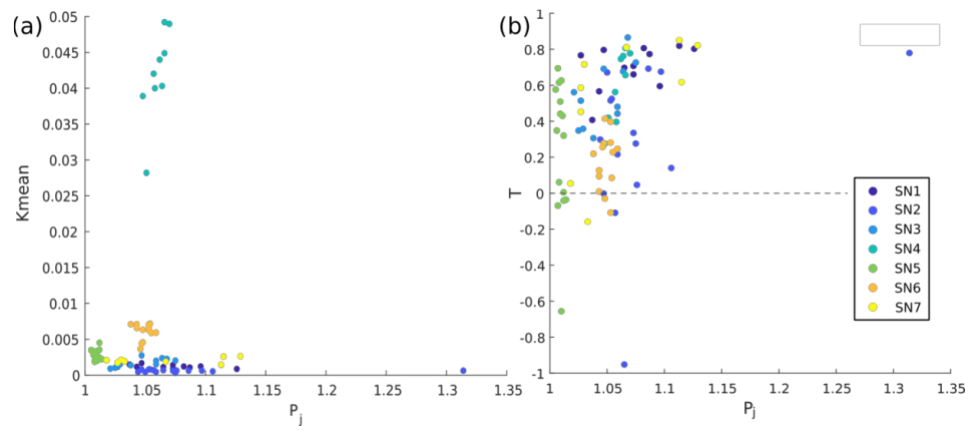 (a)
0.05
0.045
0.04
0.035
0.03
0.025
0.02
0.015
0.01
0.005
0
Kmean
1 1.05 1.1 1.15 1.2 1.25 1.3 1.35
Pj
(b)
1
0.8
0.6
0.4
0.2
0
-0.2
-0.4
-0.6
-0.8
-1
T
SN1
SN2
SN3
SN4
SN5
SN6
SN7
1 1.05 1.1 1.15 1.2 1.25 1.3 1.35
Pj